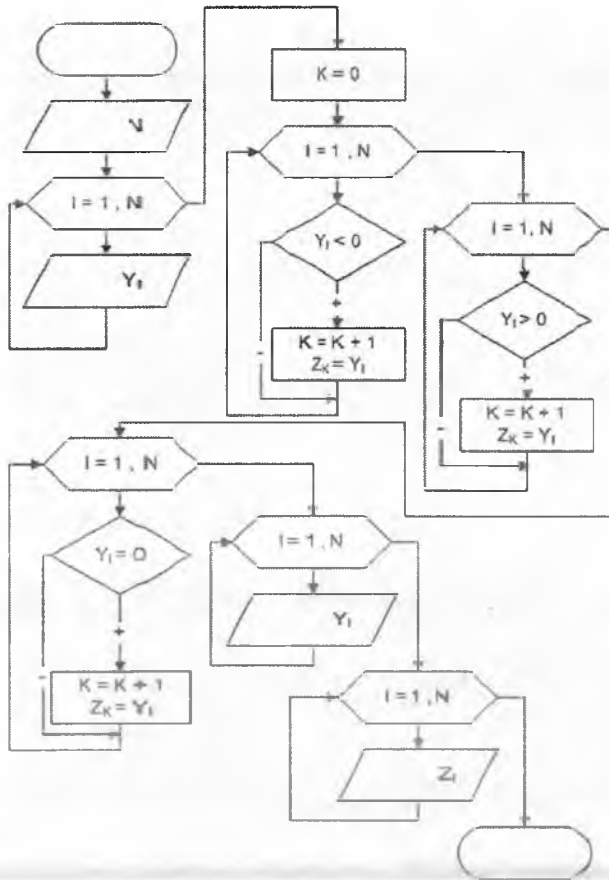 N
I = 1 , N
Y_I
K = 0
I = 1 , N
Y_I < 0
+
-
K = K + 1
Z_K = Y_I
I = 1, N
Y_I > 0
+
-
K = K + 1
Z_K = Y_I
I = 1, N
Y_I = 0
+
-
K = K + 1
Z_K = Y_I
I = 1, N
Y_I
I = 1, N
Z_I